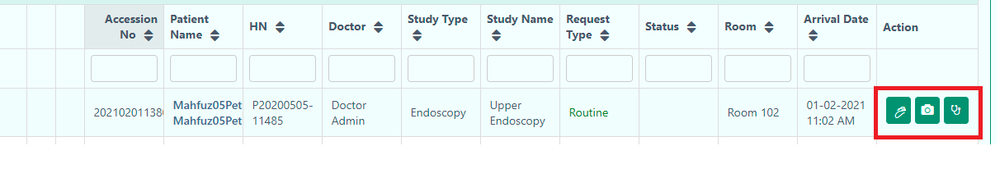 Accession No
Patient Name
HN
Doctor
Study Type
Study Name
Request Type
Status
Room
Arrival Date
Action
Mahfuz05Pet
Mahfuz05Pet
P20200505-
11485
Doctor
Admin
Endoscopy
Upper
Endoscopy
Routine
Room 102
01-02-2021
11:02 AM